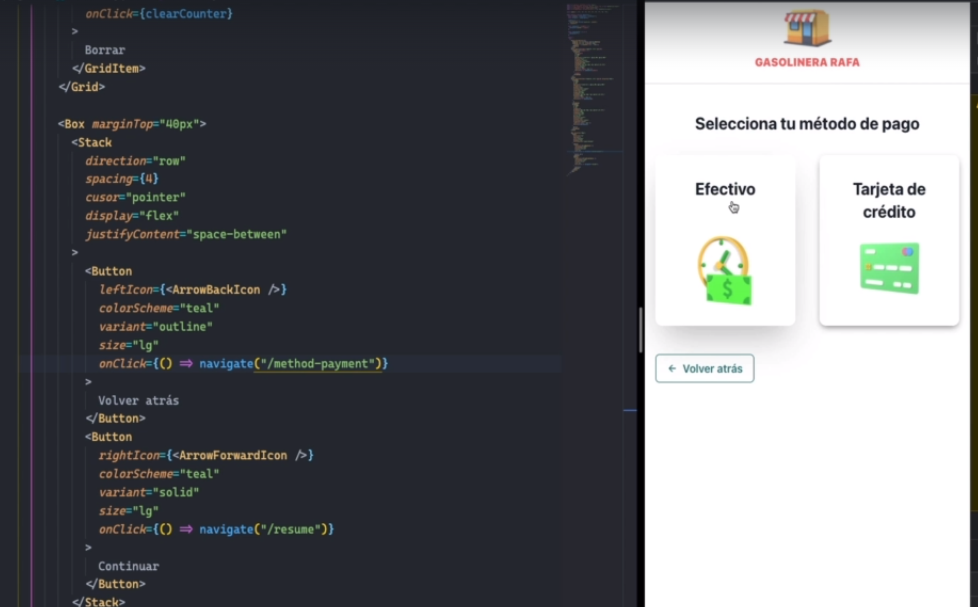 onClick={clearCounter}
>
Borrar
</GridItem>
</Grid>
<Box marginTop="40px">
<Stack
direction="row"
spacing={4}
cusor="pointer"
display="flex"
justifyContent="space-between"
>
<Button
leftIcon={<ArrowBackIcon />}
colorScheme="teal"
variant="outline"
size="lg"
onClick={() => navigate("/method-payment")}
>
Volver atrás
</Button>
<Button
rightIcon={<ArrowForwardIcon />}
colorScheme="teal"
variant="solid"
size="lg"
onClick={() => navigate("/resume")}
>
Continuar
</Button>
</Stack>
GASOLINERA RAFA
Selecciona tu método de pago
Efectivo
$
Tarjeta de
crédito
← Volver atrás